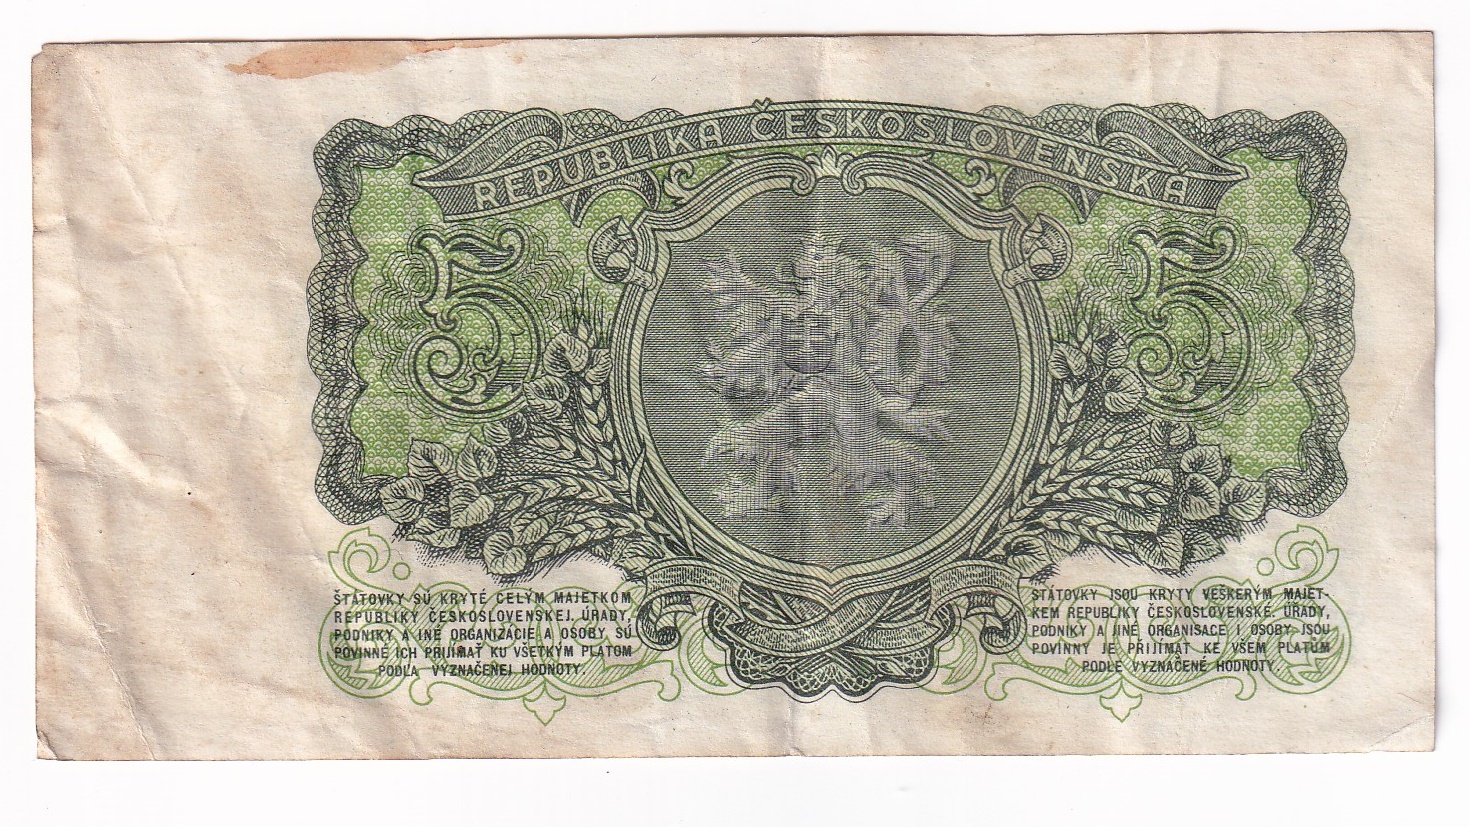 REPUBLIKA ČESKOSLOVENSKÁ
5
5
ŠTÁTOVKY SÚ KRYTÉ CELÝM MAJETKOM
REPUBLIKY ČESKOSLOVENSKEJ. ÚRADY,
PODNIKY A INÉ ORGANIZÁCIE A OSOBY SÚ
POVINNÉ ICH PRIJÍMAŤ KU VŠETKÝM PLATOM
PODĽA VYZNAČENEJ HODNOTY.
STÁTOVKY JSOU KRYTY VEŠKERÝM MAJET-
KEM REPUBLIKY ČESKOSLOVENSKÉ. ÚŘADY,
PODNIKY A JINÉ ORGANISACE I OSOBY JSOU
POVINNY JE PŘIJÍMAT KE VŠEM PLATŮM
PODLE VYZNAČENÉ HODNOTY.